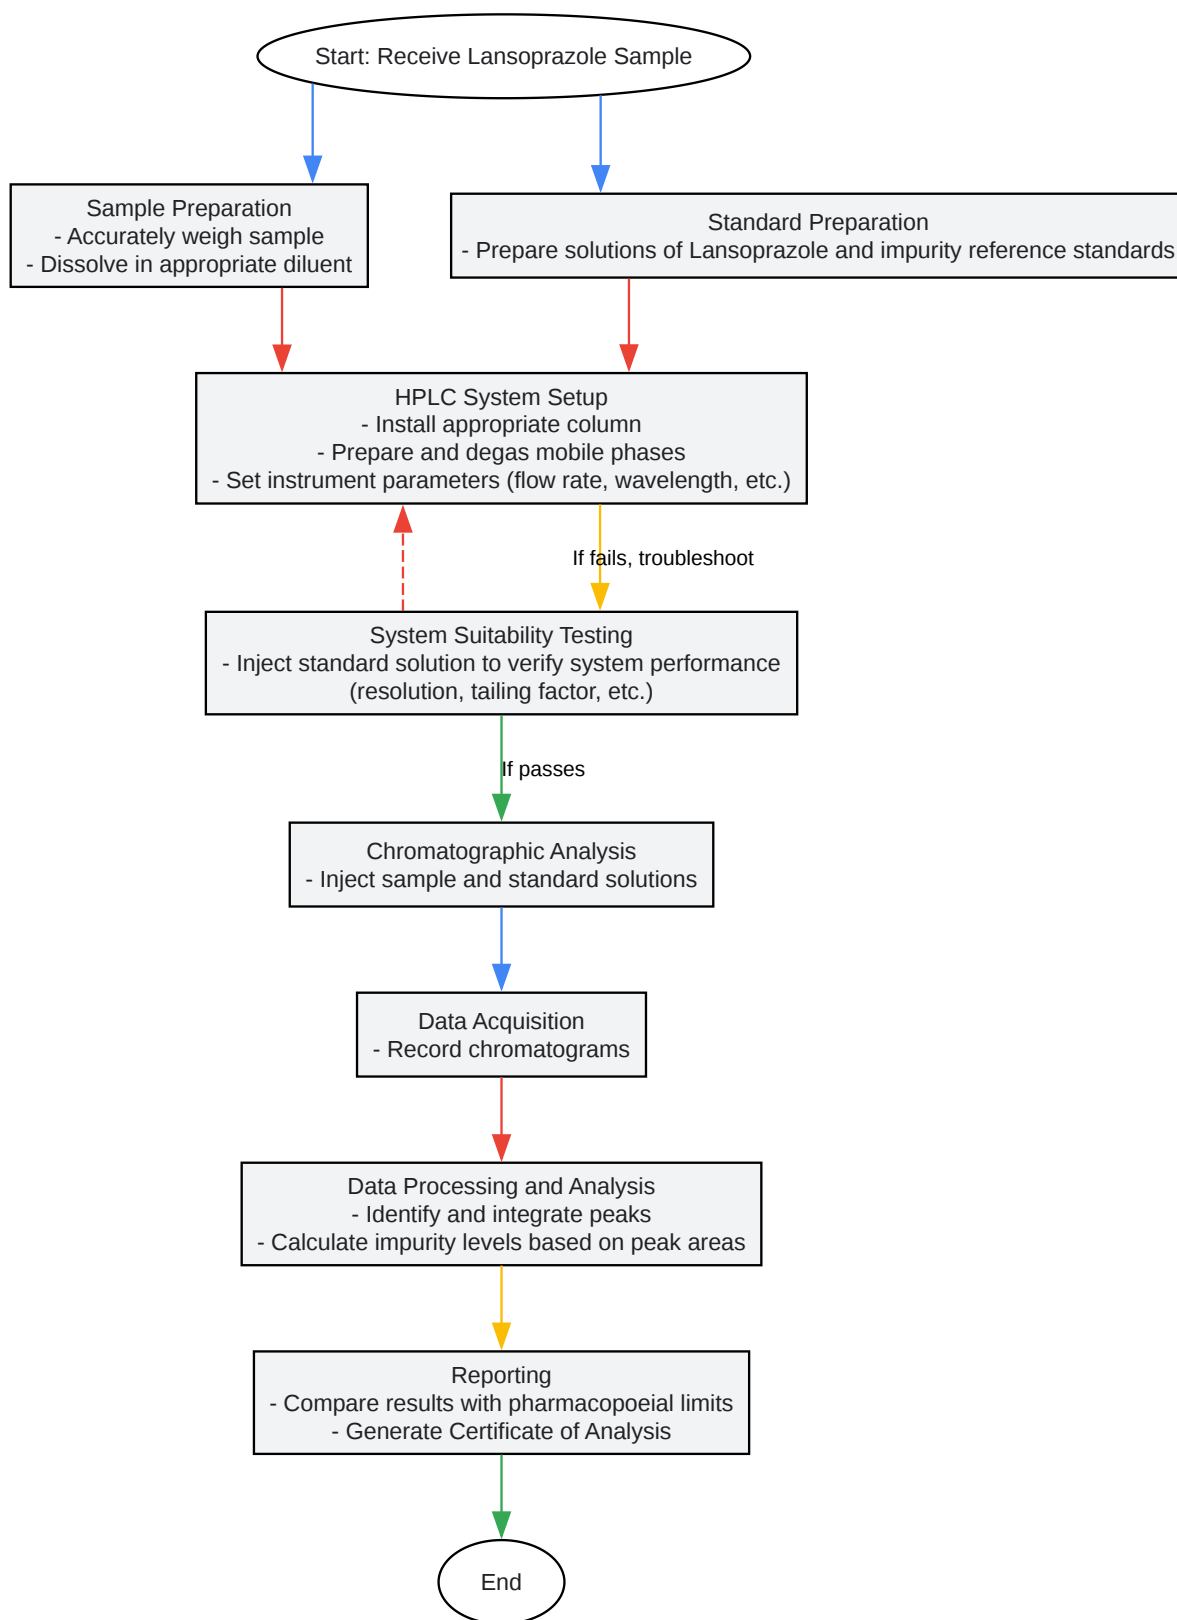 Start: Receive Lansoprazole Sample
Sample Preparation
- Accurately weigh sample
- Dissolve in appropriate diluent
Standard Preparation
- Prepare solutions of Lansoprazole and impurity reference standards
HPLC System Setup
- Install appropriate column
- Prepare and degas mobile phases
- Set instrument parameters (flow rate, wavelength, etc.)
If fails, troubleshoot
System Suitability Testing
- Inject standard solution to verify system performance
(resolution, tailing factor, etc.)
If passes
Chromatographic Analysis
- Inject sample and standard solutions
Data Acquisition
- Record chromatograms
Data Processing and Analysis
- Identify and integrate peaks
- Calculate impurity levels based on peak areas
Reporting
- Compare results with pharmacopoeial limits
- Generate Certificate of Analysis
End